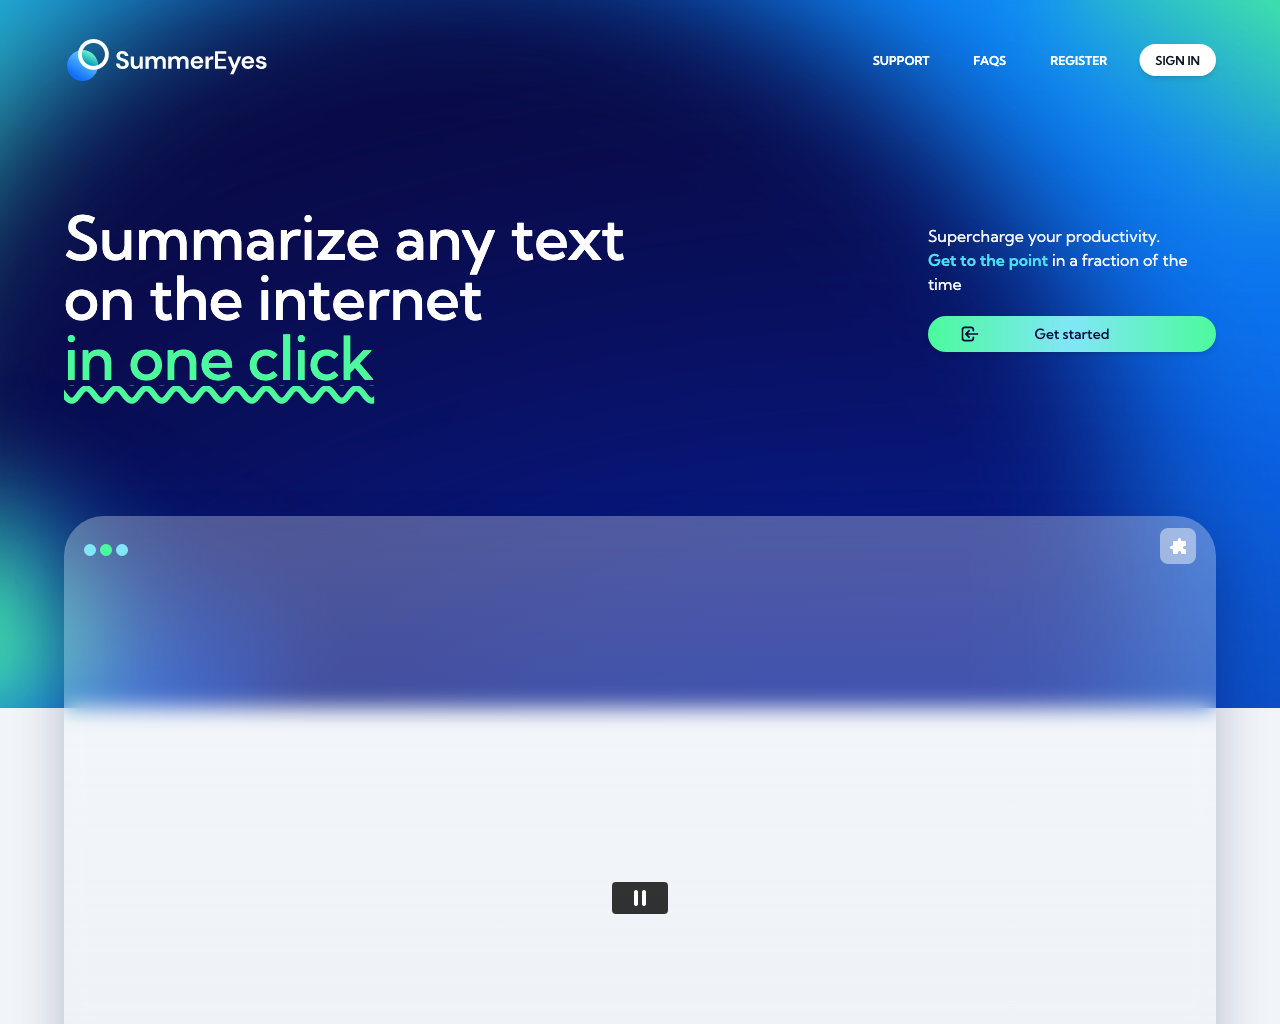 SummerEyes
SUPPORT
FAQS
REGISTER
SIGN IN
Summarize any text
on the internet
in one click
Supercharge your productivity.
Get to the point in a fraction of the
time
Get started